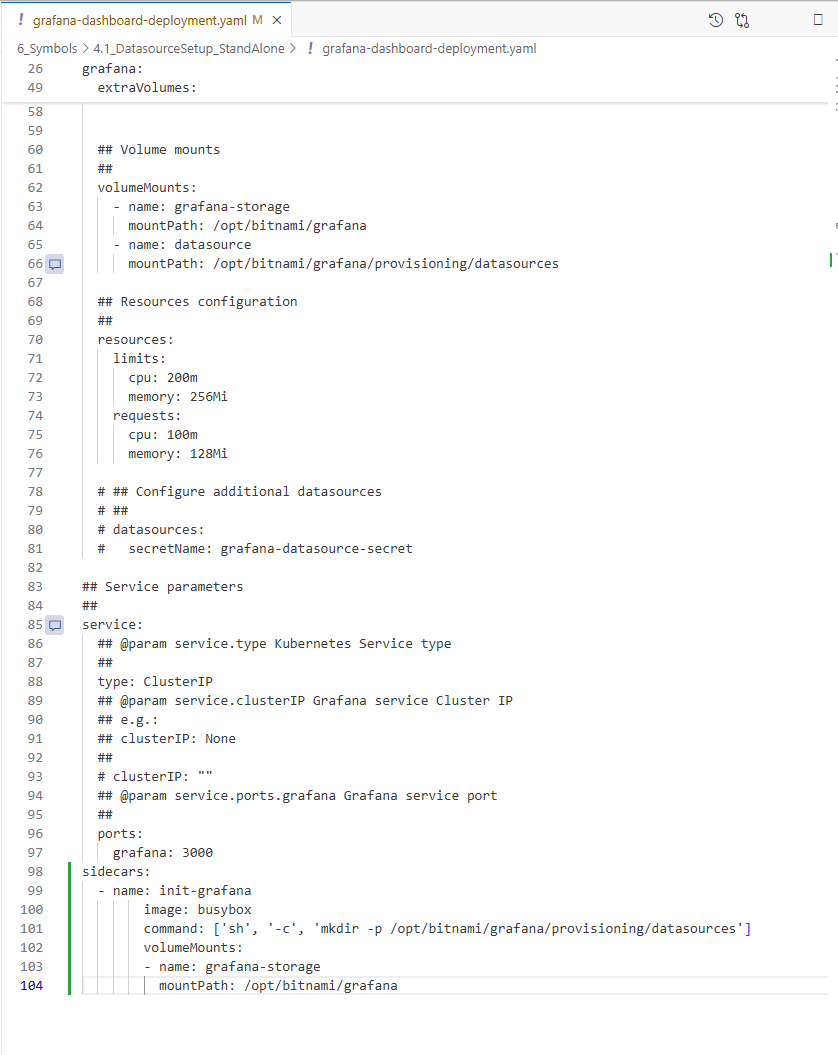 ! grafana-dashboard-deployment.yaml M ×
6_Symbols > 4.1_DatasourceSetup_StandAlone > ! grafana-dashboard-deployment.yaml
26 grafana:
49   extraVolumes:
58
59
60   ## Volume mounts
61   ##
62   volumeMounts:
63     - name: grafana-storage
64       mountPath: /opt/bitnami/grafana
65     - name: datasource
66       mountPath: /opt/bitnami/grafana/provisioning/datasources
67
68   ## Resources configuration
69   ##
70   resources:
71     limits:
72       cpu: 200m
73       memory: 256Mi
74     requests:
75       cpu: 100m
76       memory: 128Mi
77
78   # ## Configure additional datasources
79   # ##
80   # datasources:
81   #   secretName: grafana-datasource-secret
82
83 ## Service parameters
84 ##
85 service:
86   ## @param service.type Kubernetes Service type
87   ##
88   type: ClusterIP
89   ## @param service.clusterIP Grafana service Cluster IP
90   ## e.g.:
91   ## clusterIP: None
92   ##
93   # clusterIP: ""
94   ## @param service.ports.grafana Grafana service port
95   ##
96   ports:
97     grafana: 3000
98 sidecars:
99   - name: init-grafana
100         image: busybox
101         command: ['sh', '-c', 'mkdir -p /opt/bitnami/grafana/provisioning/datasources']
102         volumeMounts:
103         - name: grafana-storage
104           mountPath: /opt/bitnami/grafana